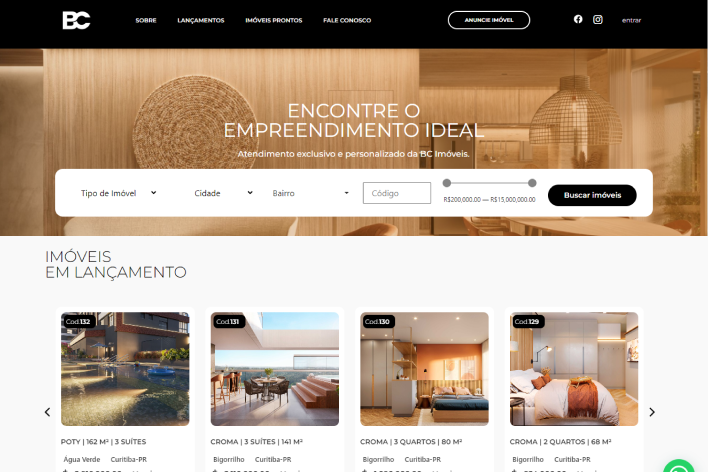 BC
SOBRE
LANÇAMENTOS
IMÓVEIS PRONTOS
FALE CONOSCO
ANUNCIE IMÓVEL
entrar
ENCONTRE O
EMPREENDIMENTO IDEAL
Atendimento exclusivo e personalizado da BC Imóveis.
Tipo de Imóvel
Cidade
Bairro
Código
R$200,000.00 — R$15,000,000.00
Buscar imóveis
IMÓVEIS
EM LANÇAMENTO
Cod.132
Cod.131
Cod.130
Cod.129
POTY | 162 M² | 3 SUÍTES
CROMA | 3 SUÍTES | 141 M²
CROMA | 3 QUARTOS | 80 M²
CROMA | 2 QUARTOS | 68 M²
Água Verde Curitiba-PR
Bigorrilho Curitiba-PR
Bigorrilho Curitiba-PR
Bigorrilho Curitiba-PR